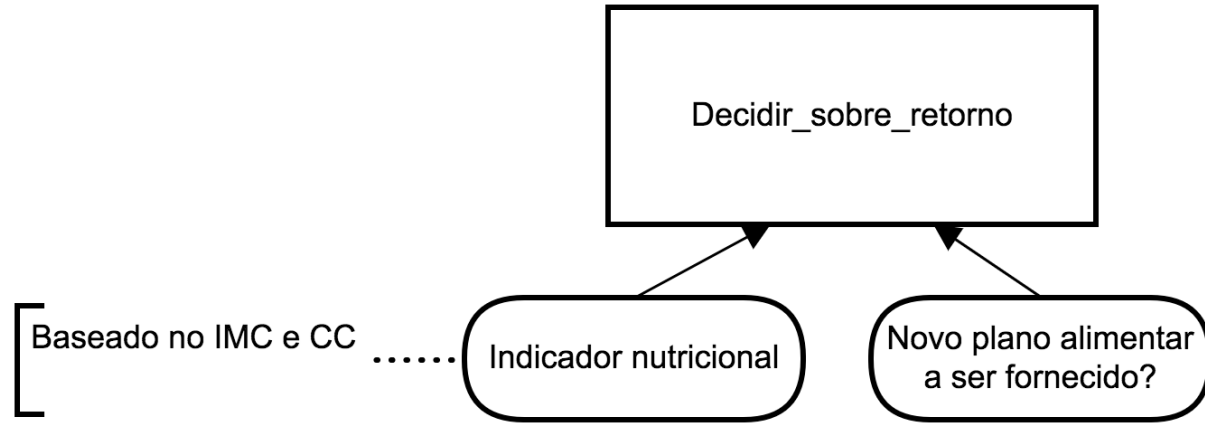 Decidir_sobre_retorno
Baseado no IMC e CC
Indicador nutricional
Novo plano alimentar
a ser fornecido?